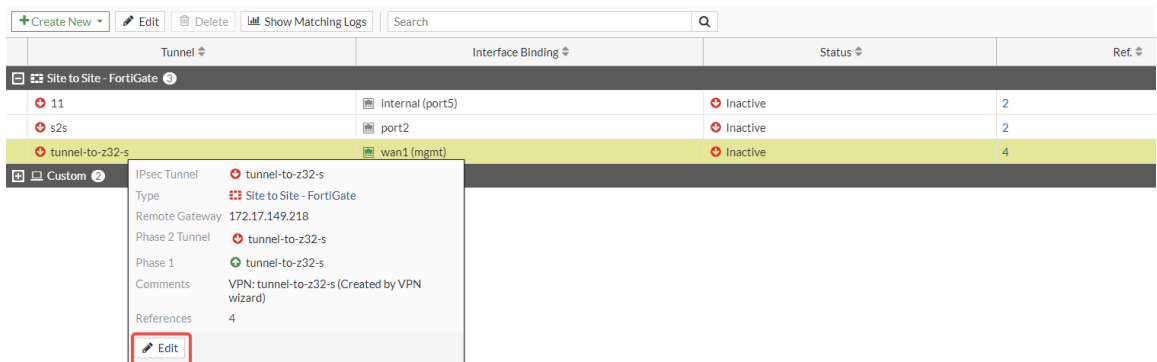 Create New Edit Delete Show Matching Logs Search
Tunnel Interface Binding Status Ref.
Site to Site - FortiGate 3
11 internal (port5) Inactive 2
s2s port2 Inactive 2
tunnel-to-z32-s wan1 (mgmt) Inactive 4
Custom 2
IPsec Tunnel tunnel-to-z32-s
Type Site to Site - FortiGate
Remote Gateway 172.17.149.218
Phase 2 Tunnel tunnel-to-z32-s
Phase 1 tunnel-to-z32-s
Comments VPN: tunnel-to-z32-s (Created by VPN
wizard)
References 4
Edit